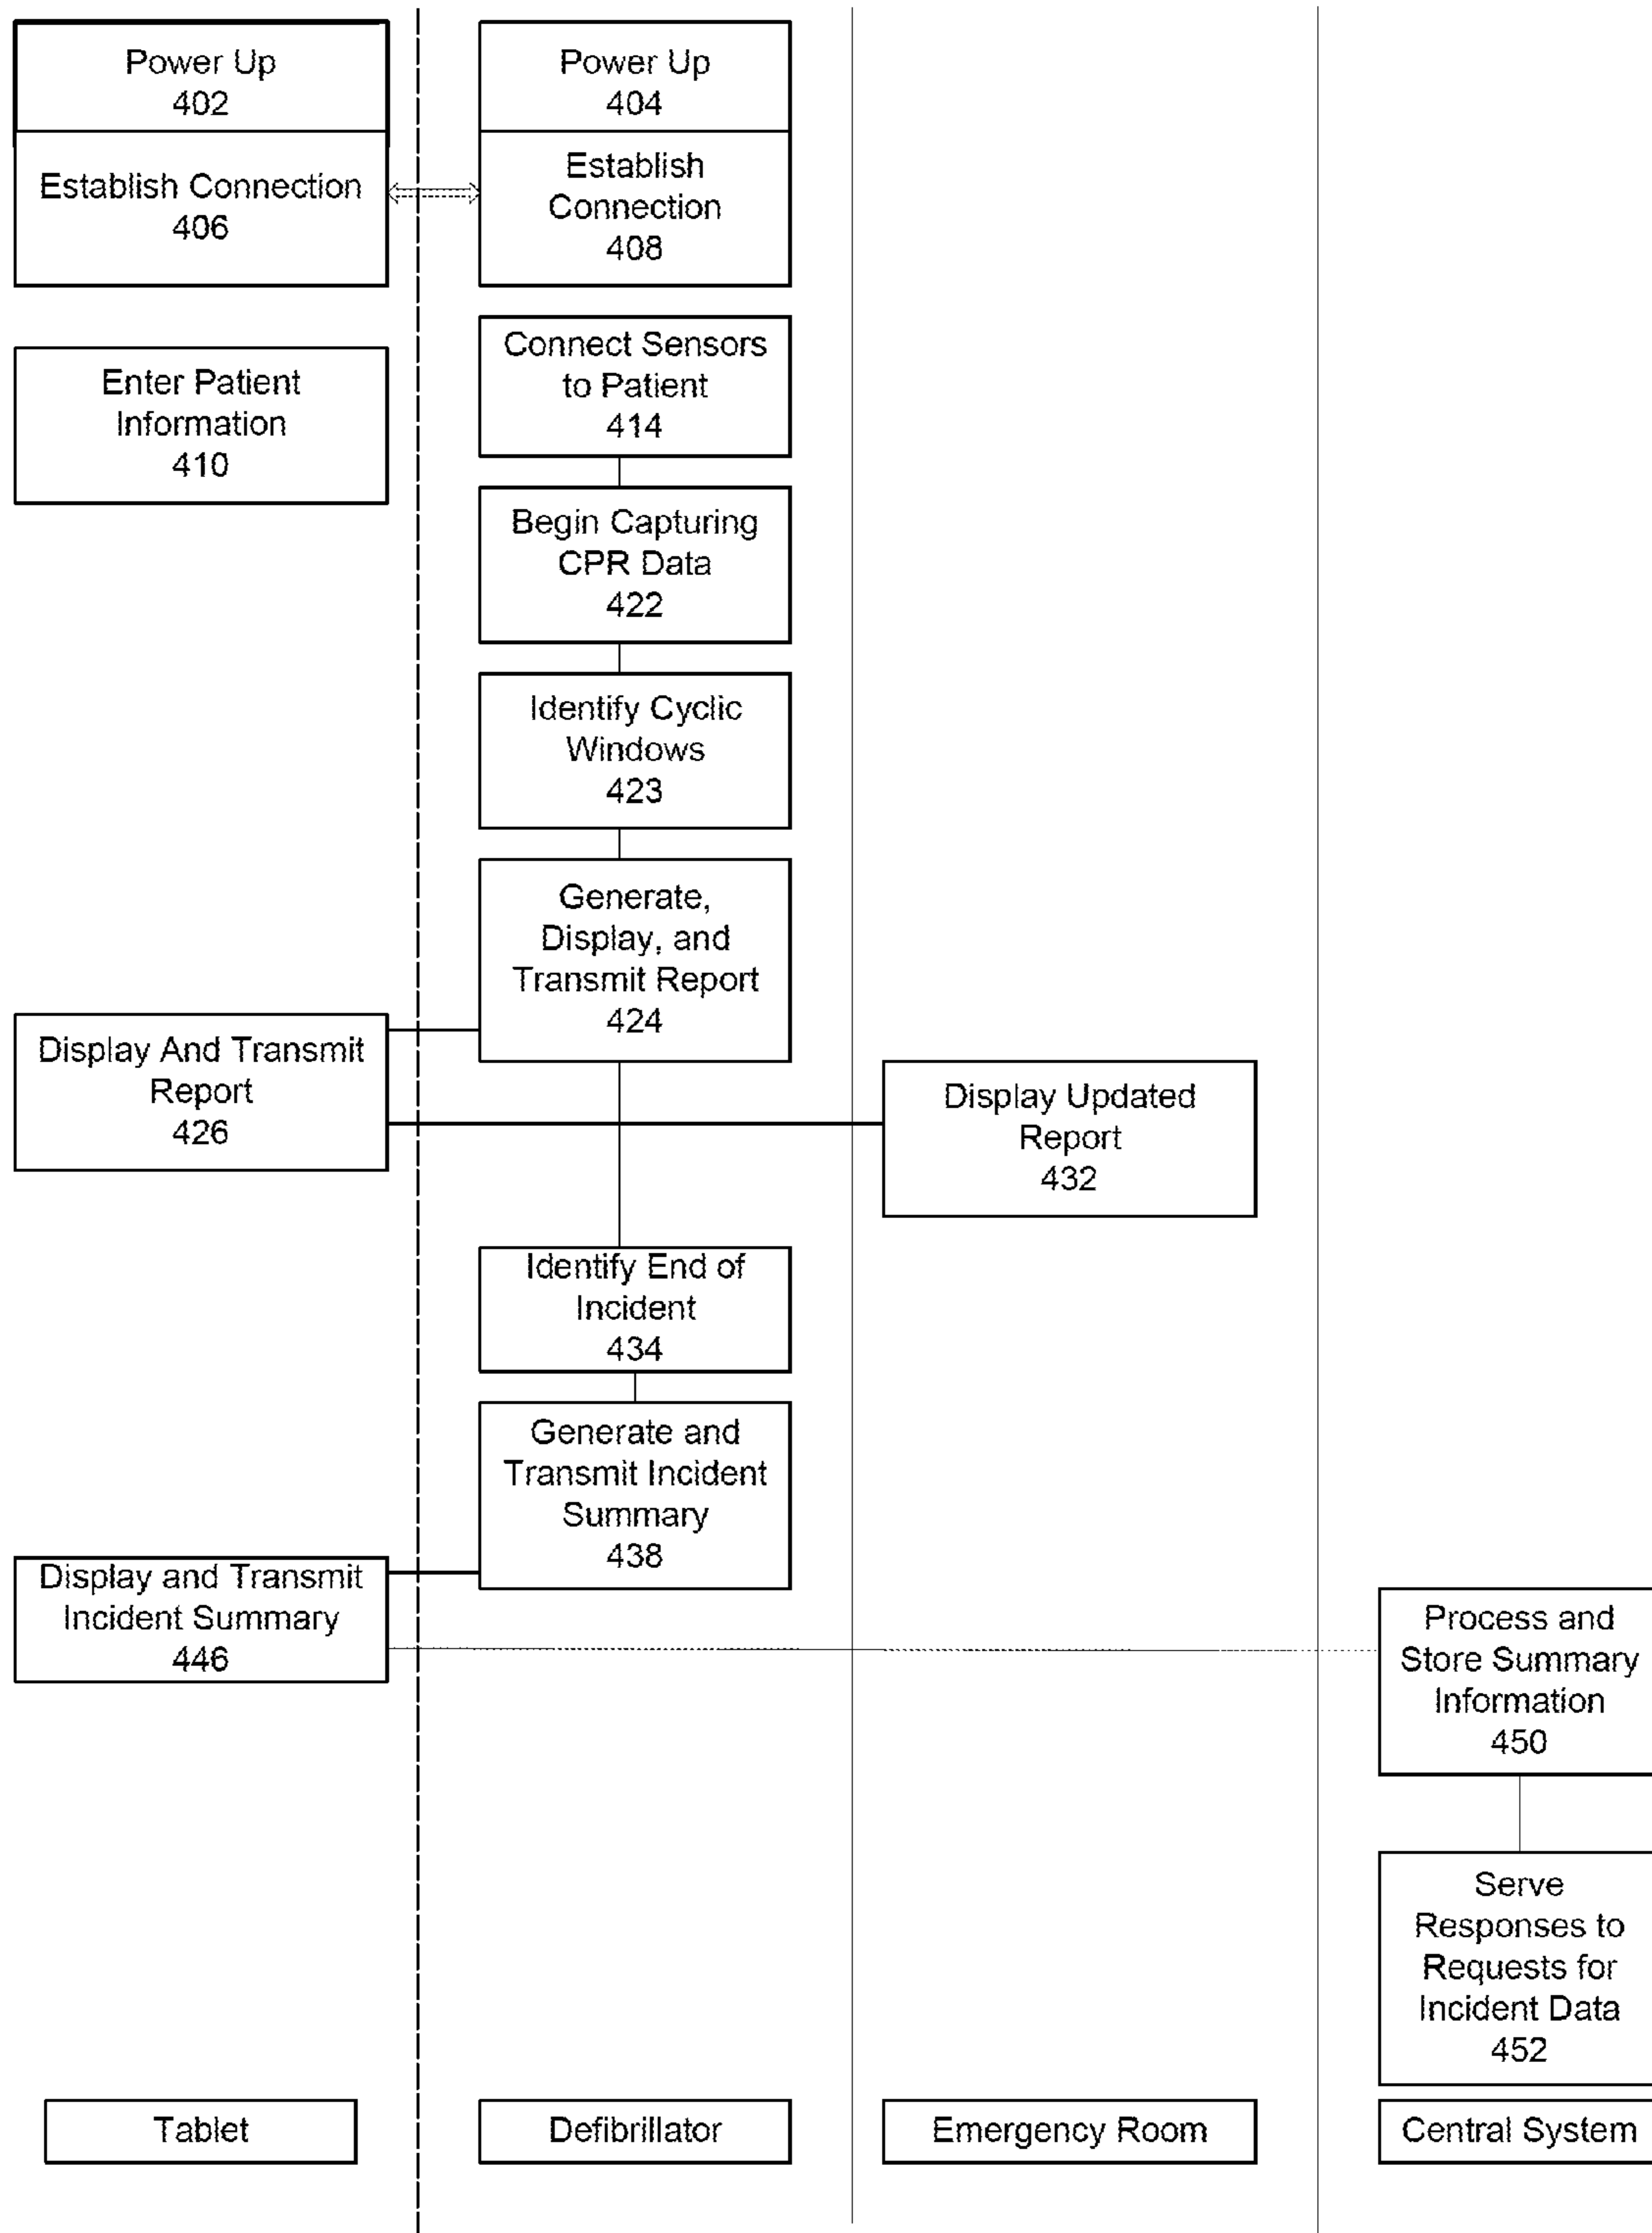 Power Up
402
Power Up
404
Establish Connection
406
Establish
Connection
408
Connect Sensors
to Patient
414
Enter Patient
Information
410
Begin Capturing
CPR Data
422
Identify Cyclic
Windows
423
Generate,
Display, and
Transmit Report
424
Display And Transmit
Report
426
Display Updated
Report
432
Identify End of
Incident
434
Generate and
Transmit Incident
Summary
438
Display and Transmit
Incident Summary
446
Process and
Store Summary
Information
450
Serve
Responses to
Requests for
Incident Data
452
Tablet
Defibrillator
Emergency Room
Central System